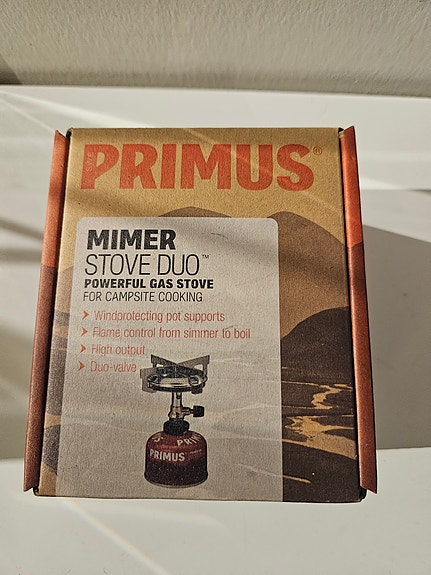 PRIMUS®
MIMER
STOVE DUO™
POWERFUL GAS STOVE
FOR CAMPSITE COOKING
Windprotecting pot supports
Flame control from simmer to boil
High output
Duo-valve
PRIMUS